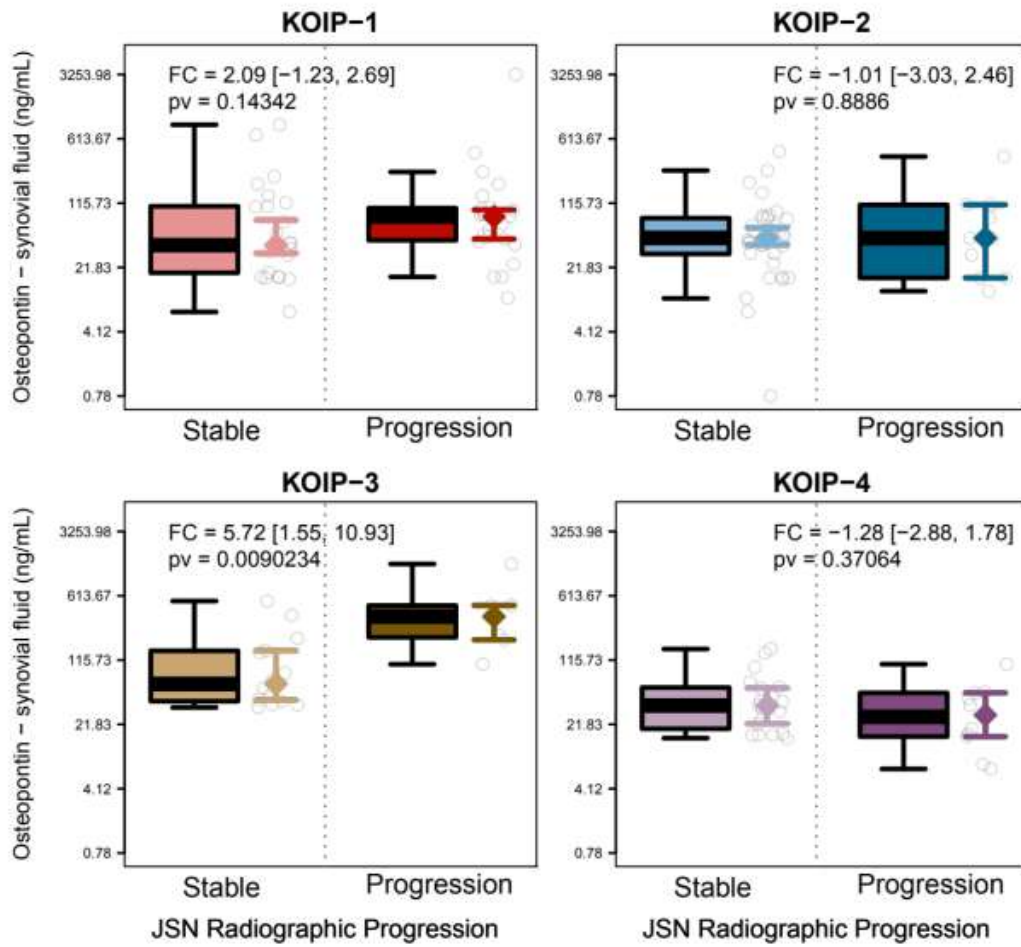 KOIP−1
KOIP−2
Osteopontin − synovial fluid (ng/mL)
3253.98
613.67
115.73
21.83
4.12
0.78
FC = 2.09 [−1.23, 2.69]
pv = 0.14342
Stable
Progression
3253.98
613.67
115.73
21.83
4.12
0.78
FC = −1.01 [−3.03, 2.46]
pv = 0.8886
Stable
Progression
KOIP−3
KOIP−4
Osteopontin − synovial fluid (ng/mL)
3253.98
613.67
115.73
21.83
4.12
0.78
FC = 5.72 [1.55, 10.93]
pv = 0.0090234
Stable
Progression
JSN Radiographic Progression
3253.98
613.67
115.73
21.83
4.12
0.78
FC = −1.28 [−2.88, 1.78]
pv = 0.37064
Stable
Progression
JSN Radiographic Progression